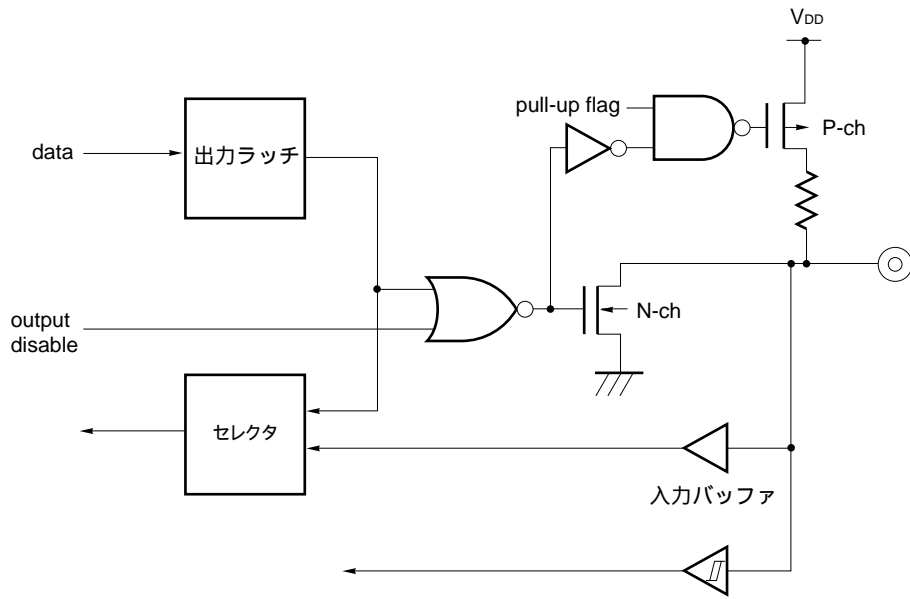 VDD
pull-up flag
P-ch
data
出力ラッチ
output
disable
N-ch
セレクタ
入力バッファ